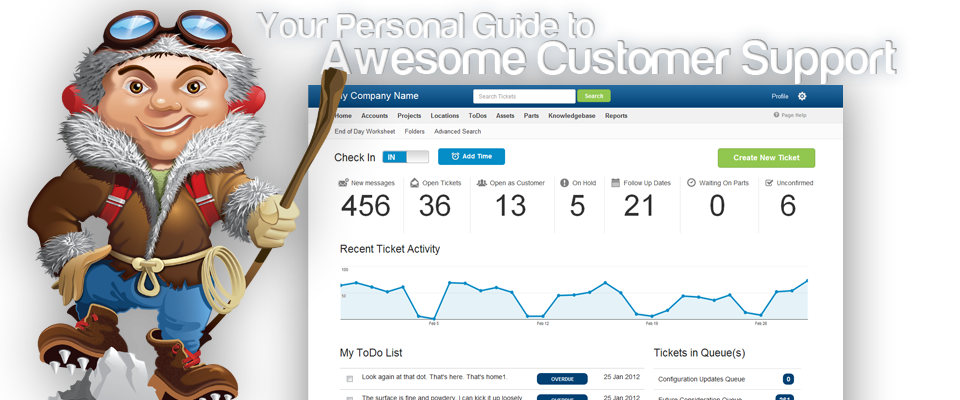 Your Personal Guide to
Awesome Customer Support
y Company Name
Search Tickets
Search
Profile
Home Accounts Projects Locations ToDos Assets Parts Knowledgebase Reports
Page Help
End of Day Worksheet Folders Advanced Search
Check In
IN
Add Time
Create New Ticket
New messages Open Tickets Open as Customer On Hold Follow Up Dates Waiting On Parts Unconfirmed
456 36 13 5 21 0 6
Recent Ticket Activity
100
50
Feb 5 Feb 12 Feb 19 Feb 26
My ToDo List
Tickets in Queue(s)
Look again at that dot. That's here. That's home1. OVERDUE 25 Jan 2012
Configuration Updates Queue 0
The surface is fine and powdery. I can kick it up loosely OVERDUE 25 Jan 2012
Future Consideration Queue 261